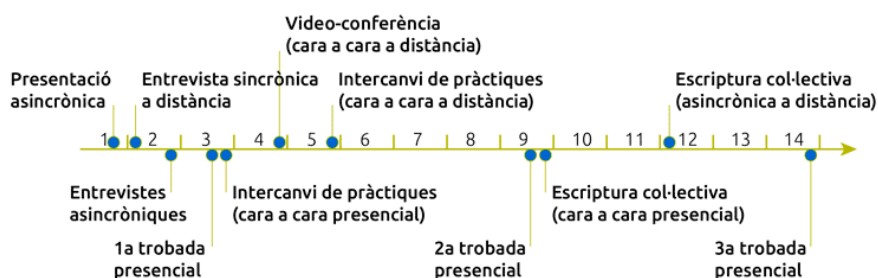 Video-conferència
(cara a cara a distància)
Presentació
asincrònica
Entrevista sincrònica
a distància
Intercanvi de pràctiques
(cara a cara a distància)
Escriptura col·lectiva
(asincrònica a distància)
1 2 3 4 5 6 7 8 9 10 11 12 13 14
Entrevistes
asincròniques
Intercanvi de pràctiques
(cara a cara presencial)
Escriptura col·lectiva
(cara a cara presencial)
1a trobada
presencial
2a trobada
presencial
3a trobada
presencial